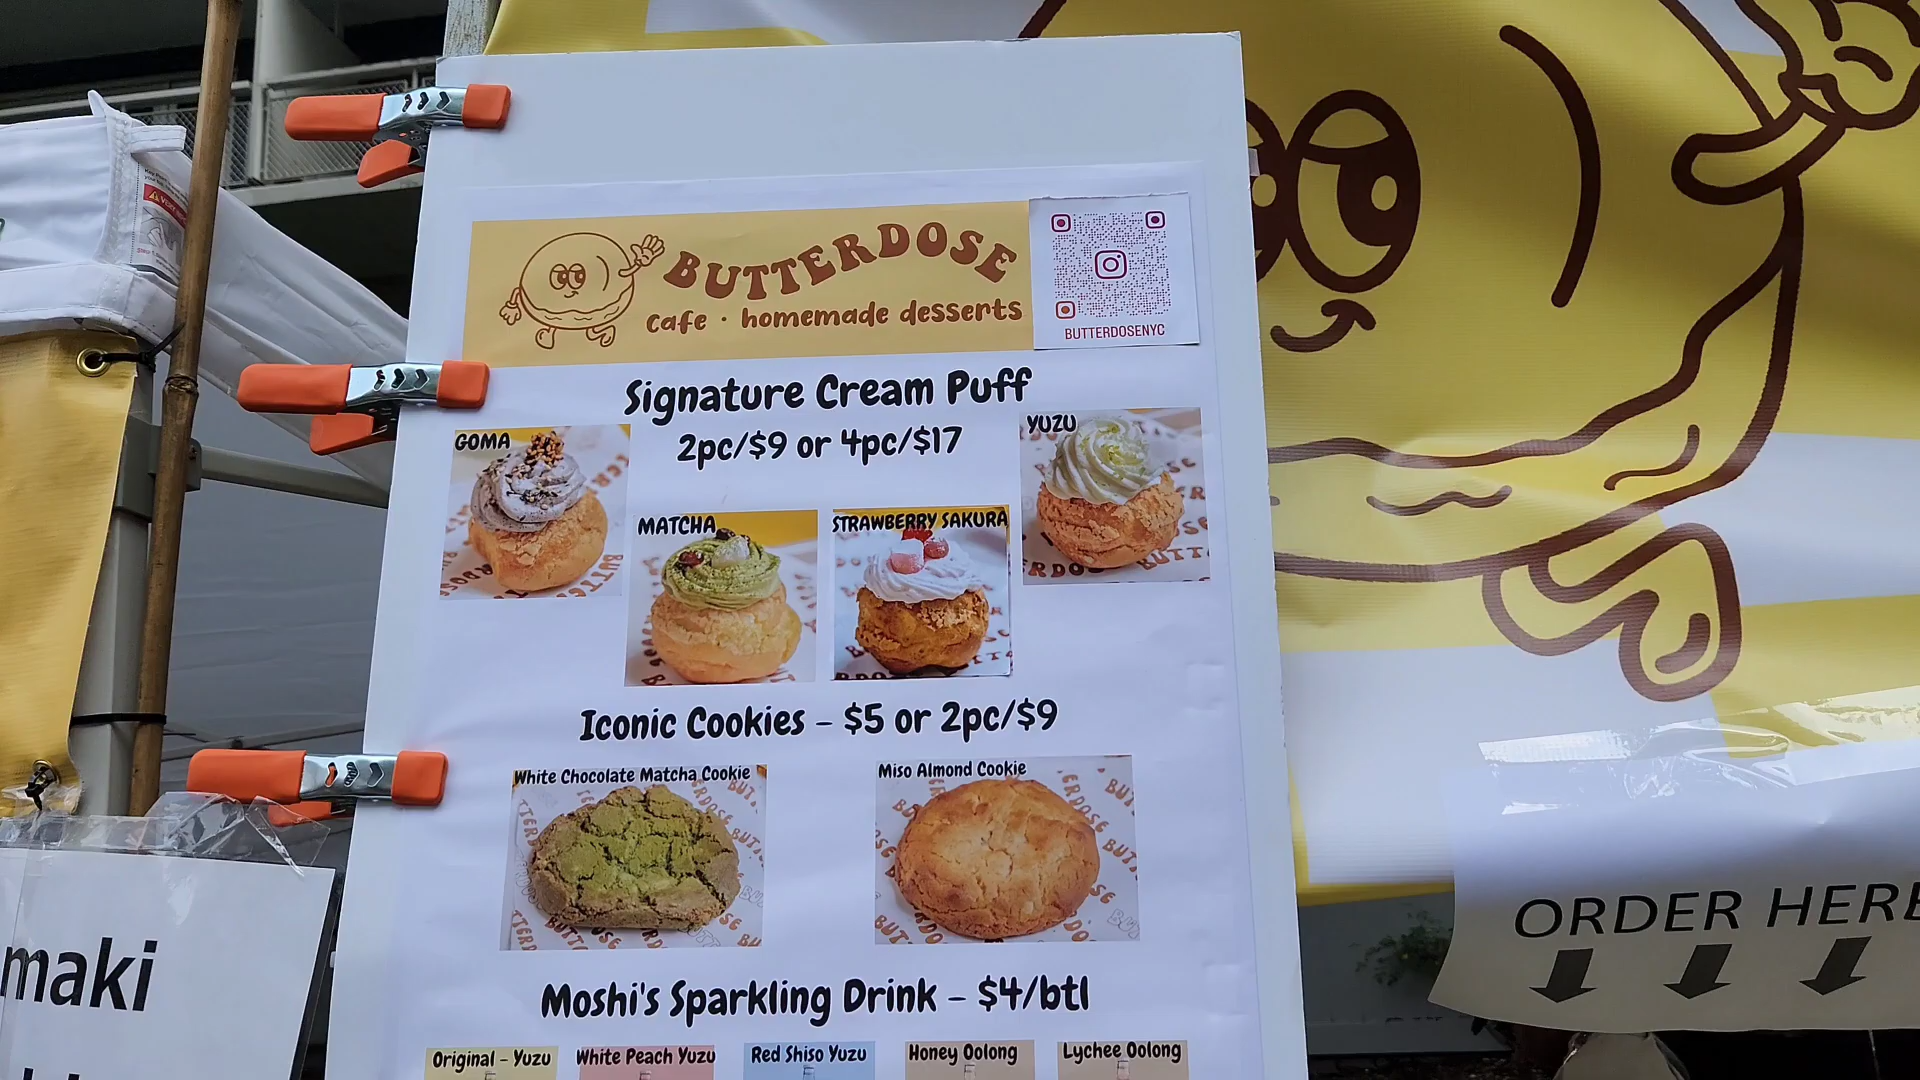 BUTTERDOSE
cafe · homemade desserts
BUTTERDOSENYC
Signature Cream Puff
2pc/$9 or 4pc/$17
GOMA
YUZU
MATCHA
STRAWBERRY SAKURA
Iconic Cookies – $5 or 2pc/$9
White Chocolate Matcha Cookie
Miso Almond Cookie
Moshi's Sparkling Drink – $4/btl
Original – Yuzu
White Peach Yuzu
Red Shiso Yuzu
Honey Oolong
Lychee Oolong
maki
ORDER HERE